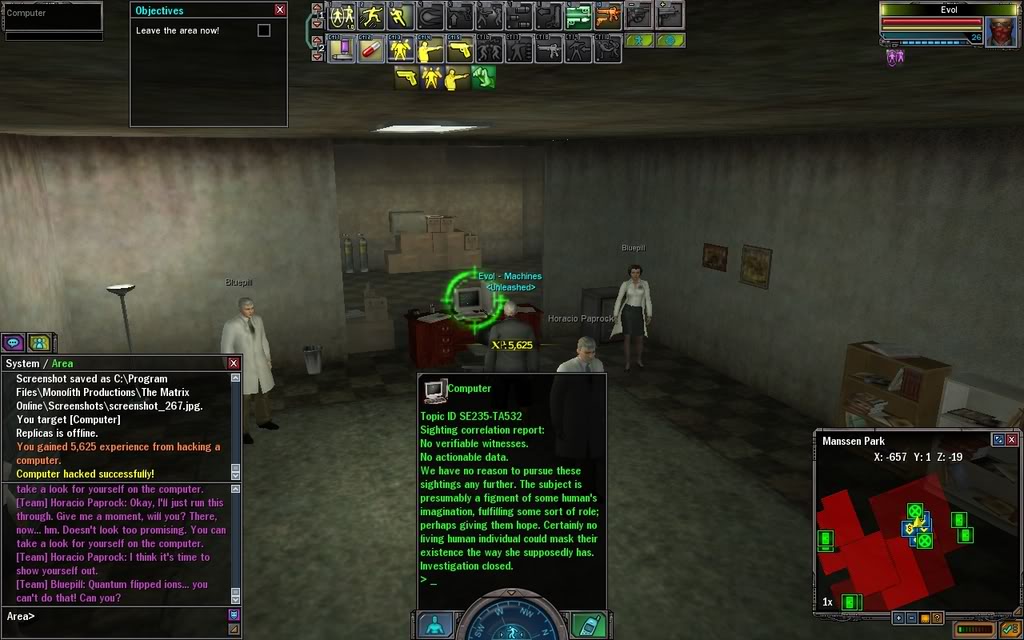 Computer
Objectives
Leave the area now!
Evol
26
Bluepill
Bluepill
Evol - Machines
<Unleashed>
Horacio Paprock
XP: 5,625
System / Area
Screenshot saved as C:\Program
Files\Monolith Productions\The Matrix
Online\Screenshots\screenshot_267.jpg.
You target [Computer]
Replicas is offline.
You gained 5,625 experience from hacking a
computer.
Computer hacked successfully!
take a look for yourself on the computer.
[Team] Horacio Paprock: Okay, I'll just run this
through. Give me a moment, will you? There,
now... hm. Doesn't look too promising. You can
take a look for yourself on the computer.
[Team] Horacio Paprock: I think it's time to
show yourself out.
[Team] Bluepill: Quantum flipped ions... you
can't do that! Can you?
Area>
Computer
Topic ID SE235-TA532
Sighting correlation report:
No verifiable witnesses.
No actionable data.
We have no reason to pursue these
sightings any further. The subject is
presumably a figment of some human's
imagination, fulfilling some sort of role;
perhaps giving them hope. Certainly no
living human individual could mask their
existence the way she supposedly has.
Investigation closed.
> _
SW
W
NW
N
Manssen Park
X: -657 Y: 1 Z: -19
1x